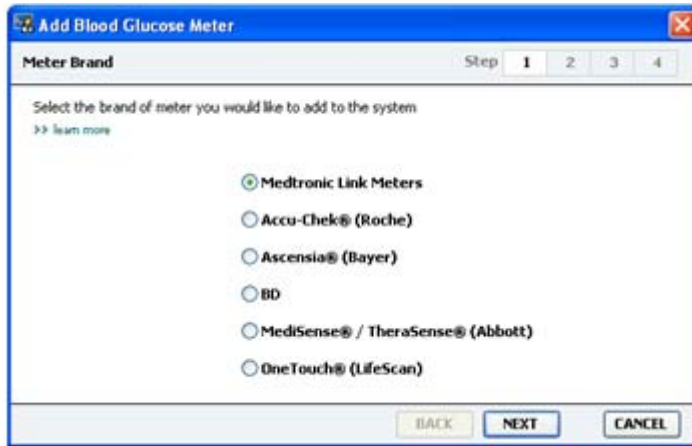 Add Blood Glucose Meter
Meter Brand Step 1 2 3 4
Select the brand of meter you would like to add to the system
>> learn more
Medtronic Link Meters
Accu-Chek® (Roche)
Ascensia® (Bayer)
BD
MediSense® / TheraSense® (Abbott)
OneTouch® (LifeScan)
BACK NEXT CANCEL